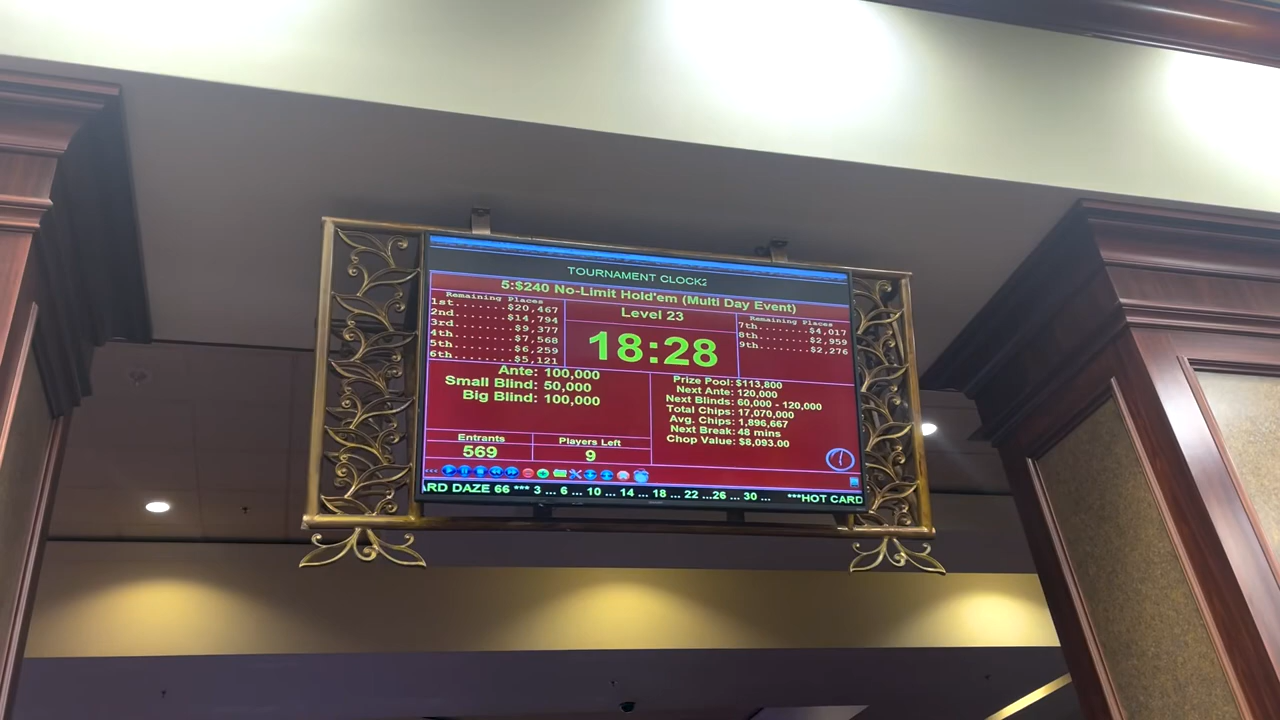 TOURNAMENT CLOCK2
5:$240 No-Limit Hold'em (Multi Day Event)
Remaining Places
1st.......$20,467
2nd.......$14,794
3rd........$9,377
4th........$7,568
5th........$6,259
6th........$5,121
Level 23
18:28
Remaining Places
7th........$4,017
8th........$2,959
9th........$2,276
Ante: 100,000
Small Blind: 50,000
Big Blind: 100,000
Prize Pool: $113,800
Next Ante: 120,000
Next Blinds: 60,000 - 120,000
Total Chips: 17,070,000
Avg. Chips: 1,896,667
Next Break: 48 mins
Chop Value: $8,093.00
Entrants
569
Players Left
9
ARD DAZE 66 *** 3 ... 6 ... 10 ... 14 ... 18 ... 22 ...26 ... 30 ... ***HOT CARD